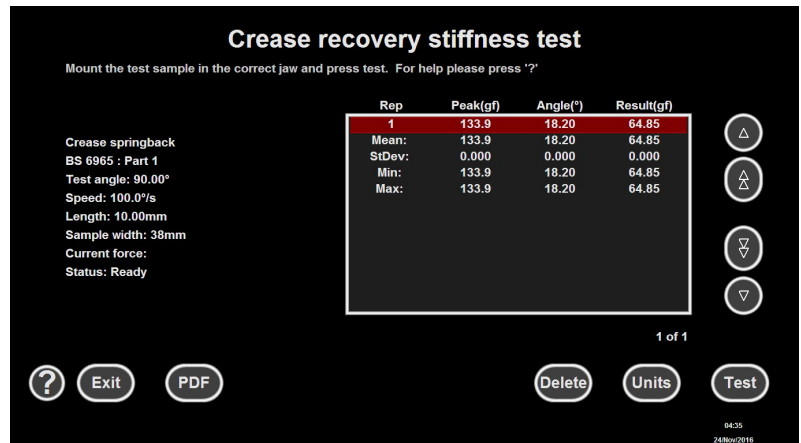 Crease recovery stiffness test
Mount the test sample in the correct jaw and press test. For help please press '?'
Rep Peak(gf) Angle(°) Result(gf)
1 133.9 18.20 64.85
Mean: 133.9 18.20 64.85
StDev: 0.000 0.000 0.000
Min: 133.9 18.20 64.85
Max: 133.9 18.20 64.85
Crease springback
BS 6965 : Part 1
Test angle: 90.00°
Speed: 100.0°/s
Length: 10.00mm
Sample width: 38mm
Current force:
Status: Ready
1 of 1
? Exit PDF Delete Units Test
04:35
24/Nov/2016